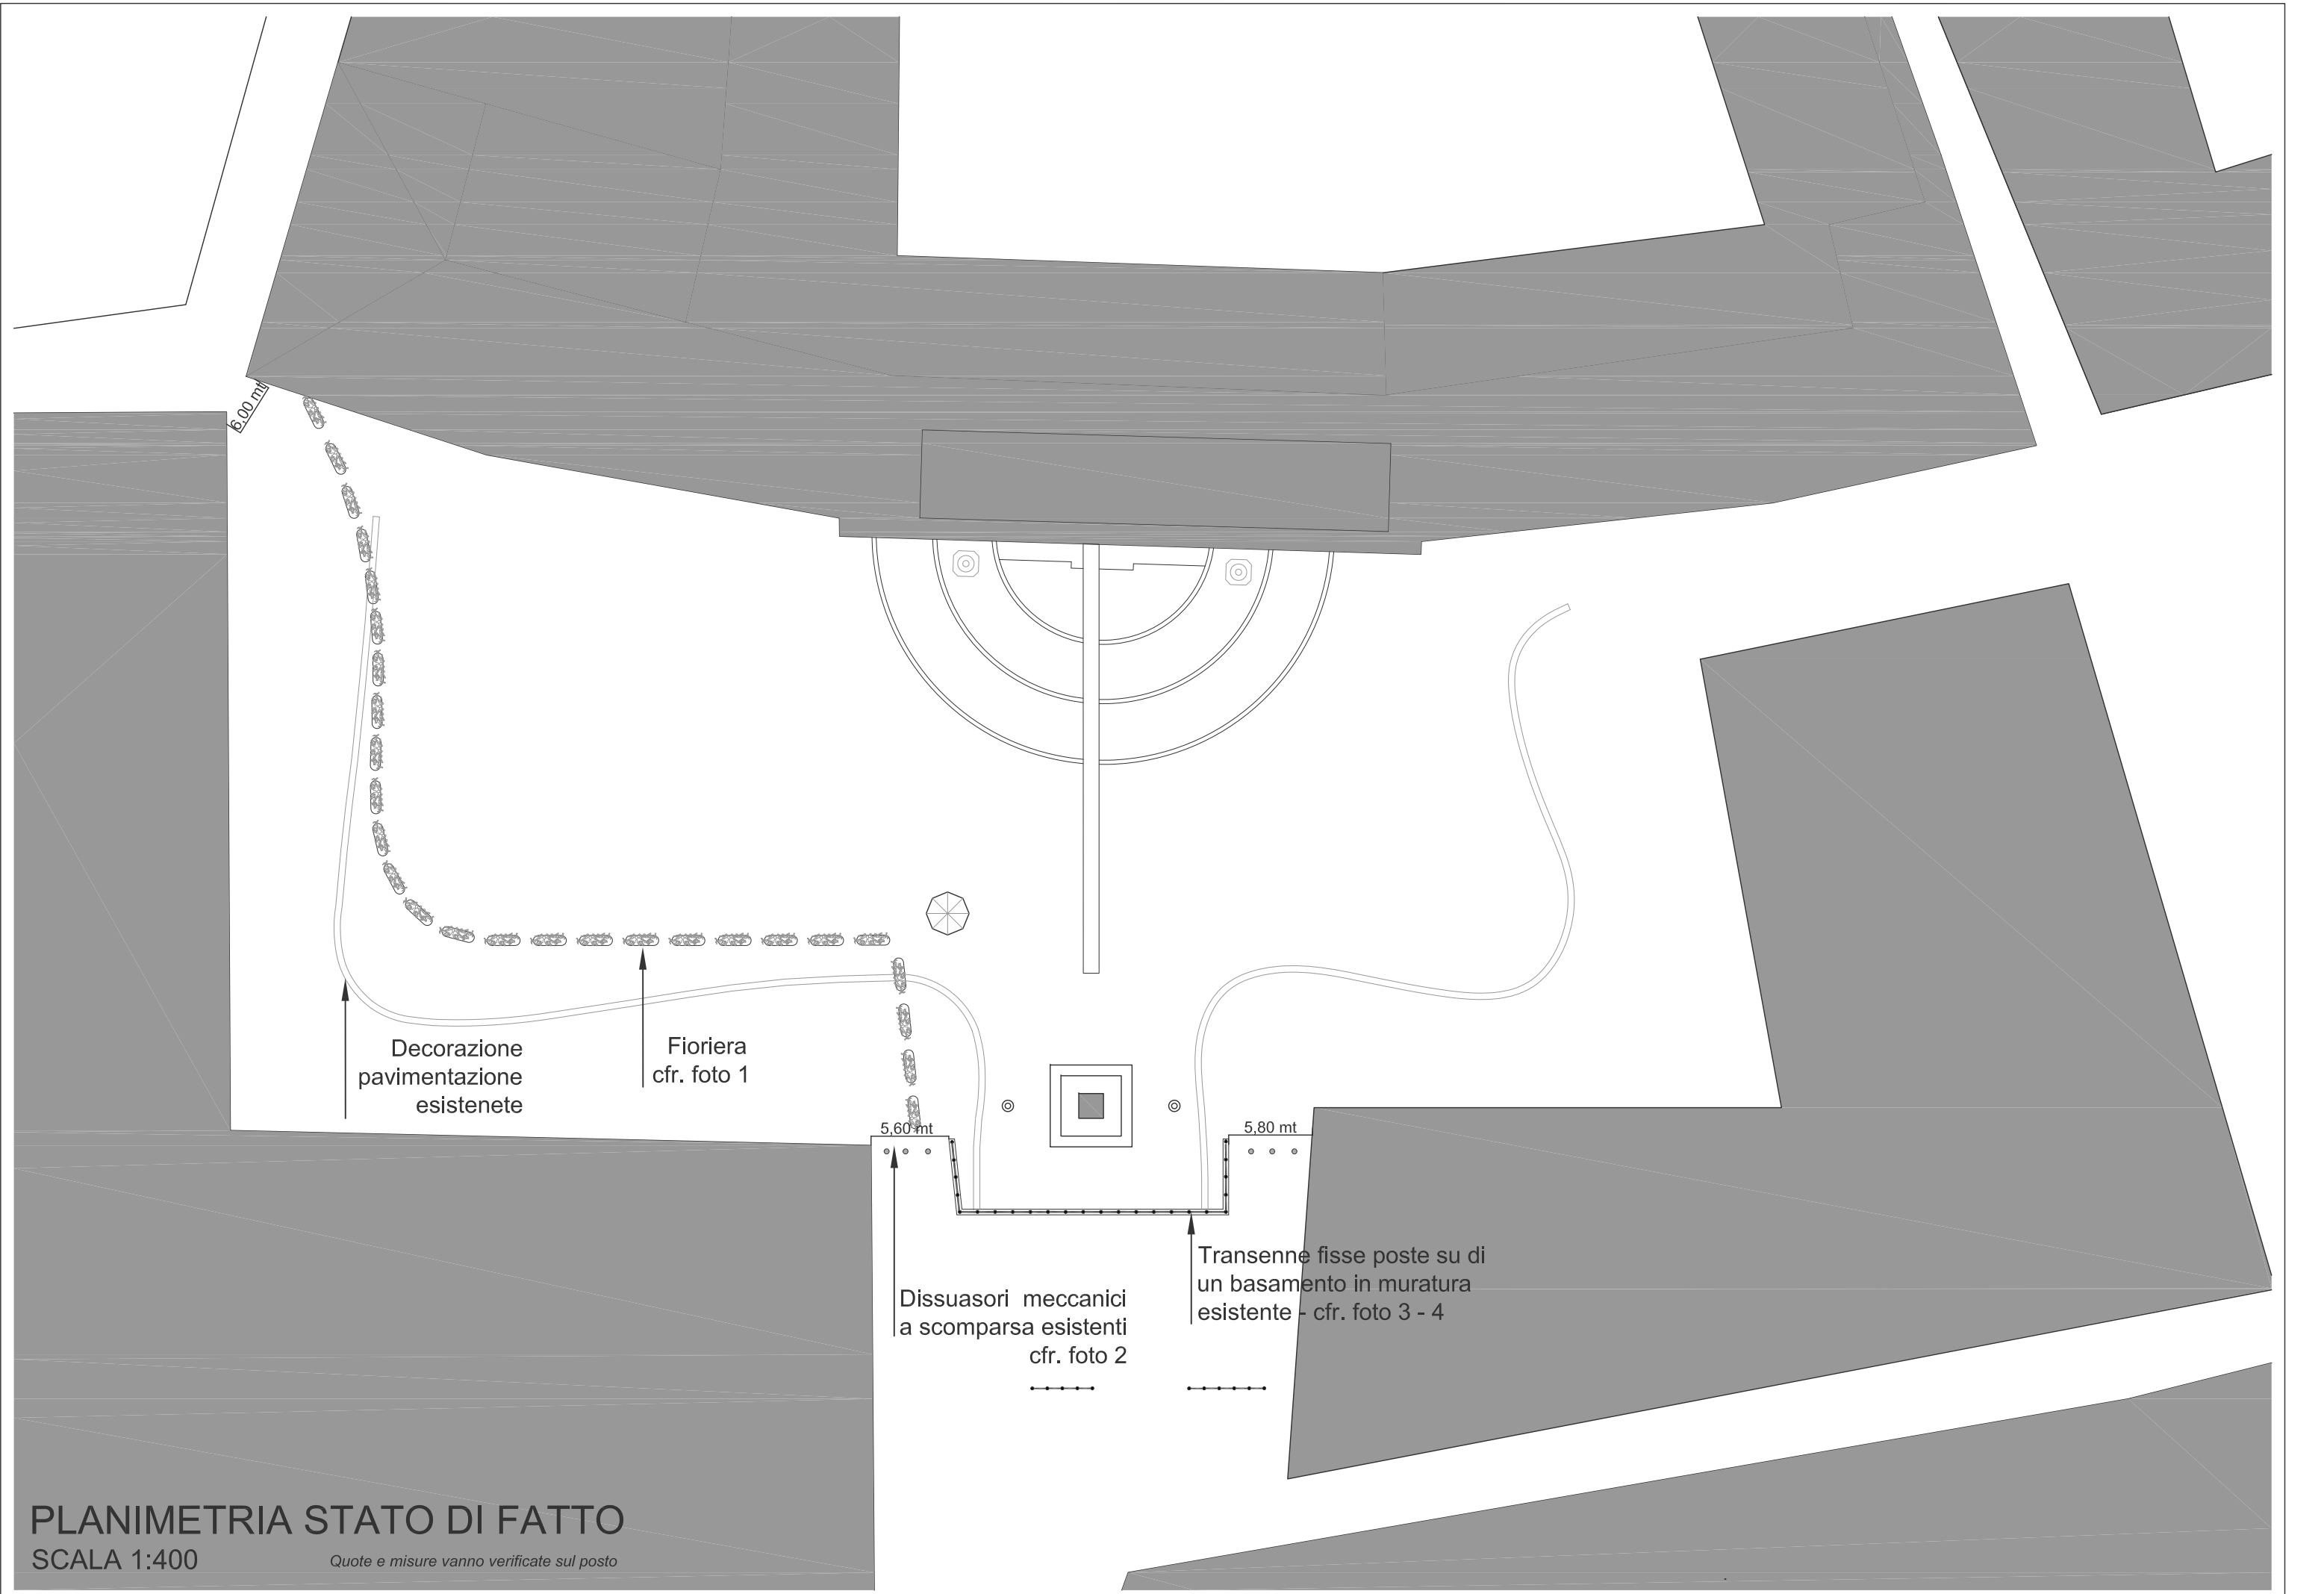 6,00 mt
Decorazione
pavimentazione
esistenete
Fioriera
cfr. foto 1
5,60 mt
5,80 mt
Dissuasori meccanici
a scomparsa esistenti
cfr. foto 2
Transenne fisse poste su di
un basamento in muratura
esistente - cfr. foto 3 - 4
PLANIMETRIA STATO DI FATTO
SCALA 1:400
Quote e misure vanno verificate sul posto